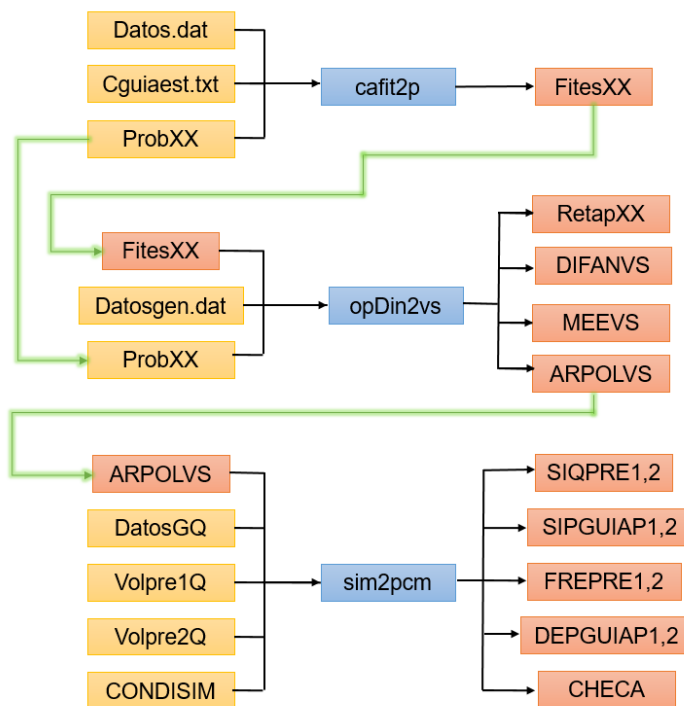 Datos.dat
Cguiaest.txt
cafit2p
FitesXX
ProbXX
RetapXX
FitesXX
DIFANVS
Datosgen.dat
opDin2vs
MEEVS
ProbXX
ARPOLVS
ARPOLVS
SIQPRE1,2
DatosGQ
SIPGUIAP1,2
Volpre1Q
sim2pcm
FREPRE1,2
Volpre2Q
DEPGUIAP1,2
CONDISIM
CHECA